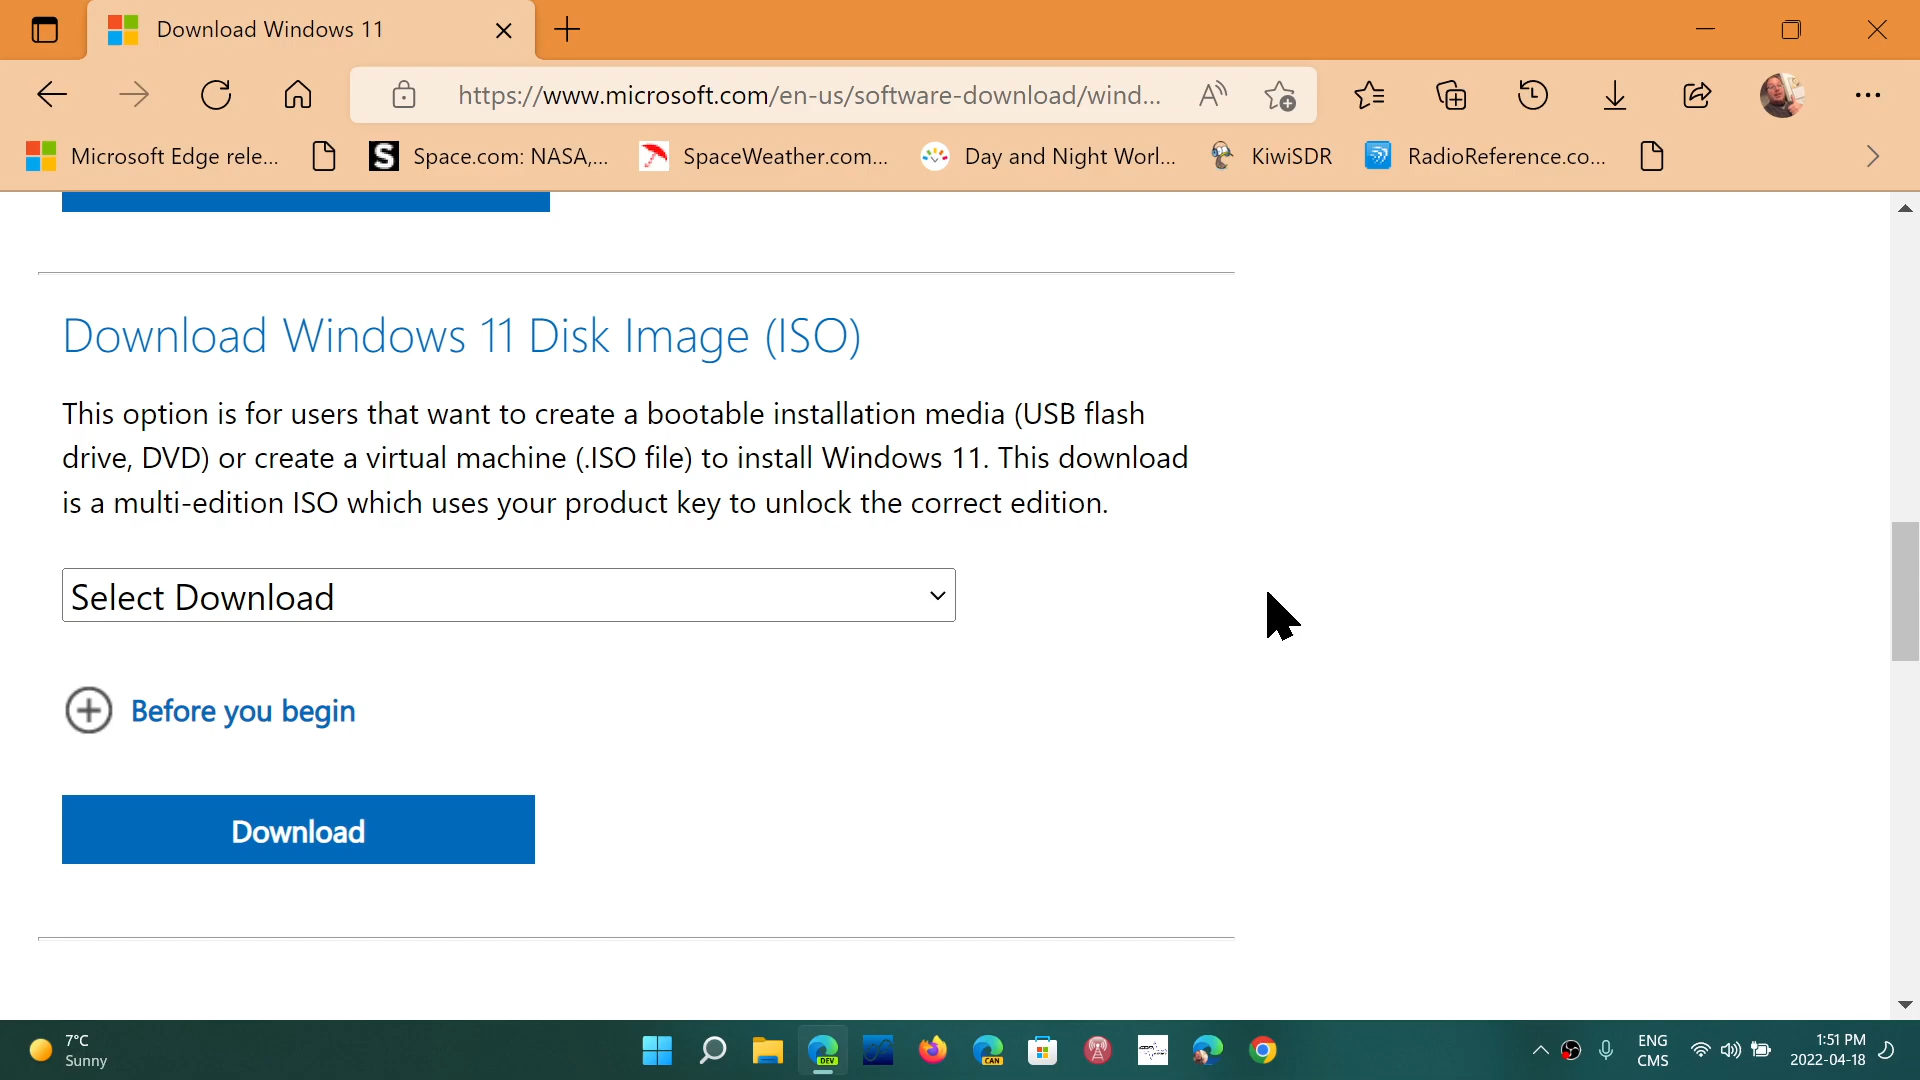 Download Windows 11
https://www.microsoft.com/en-us/software-download/wind...
Microsoft Edge rele...
Space.com: NASA,...
SpaceWeather.com...
Day and Night Worl...
KiwiSDR
RadioReference.co...
Download Windows 11 Disk Image (ISO)
This option is for users that want to create a bootable installation media (USB flash
drive, DVD) or create a virtual machine (.ISO file) to install Windows 11. This download
is a multi-edition ISO which uses your product key to unlock the correct edition.
Select Download
Before you begin
Download
7°C
Sunny
DEV
CAN
ENG
CMS
1:51 PM
2022-04-18